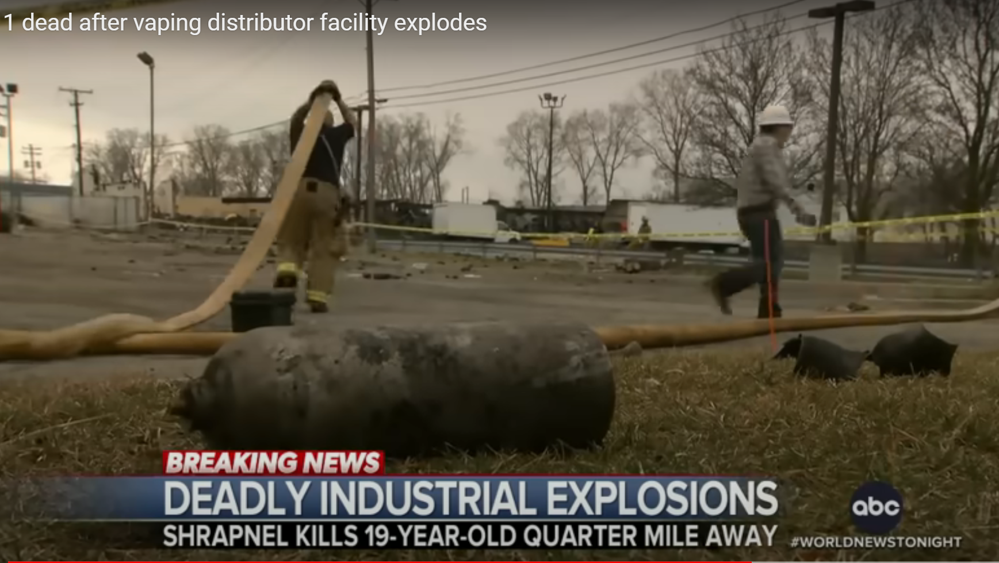 1 dead after vaping distributor facility explodes
BREAKING NEWS
DEADLY INDUSTRIAL EXPLOSIONS
SHRAPNEL KILLS 19-YEAR-OLD QUARTER MILE AWAY
abc
#WORLDNEWSTONIGHT